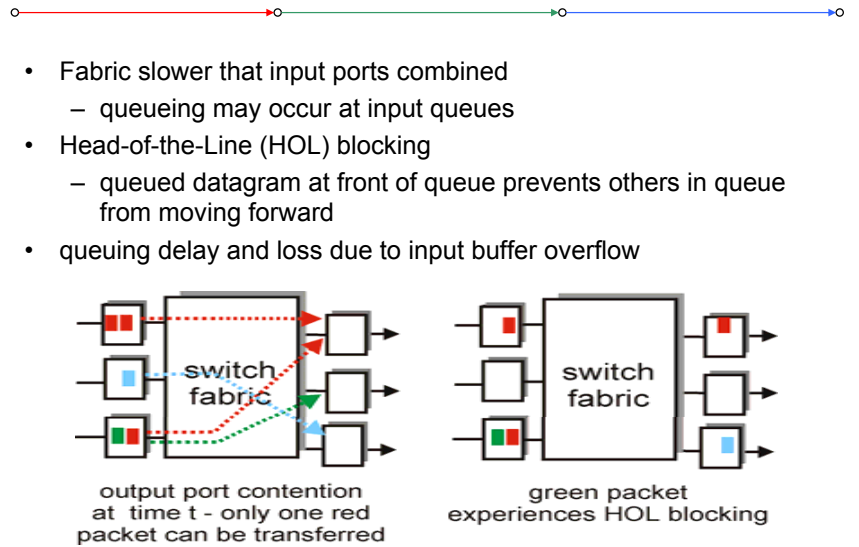 • Fabric slower that input ports combined
– queueing may occur at input queues
• Head-of-the-Line (HOL) blocking
– queued datagram at front of queue prevents others in queue
from moving forward
• queuing delay and loss due to input buffer overflow
switch
fabric
output port contention
at time t - only one red
packet can be transferred
switch
fabric
green packet
experiences HOL blocking